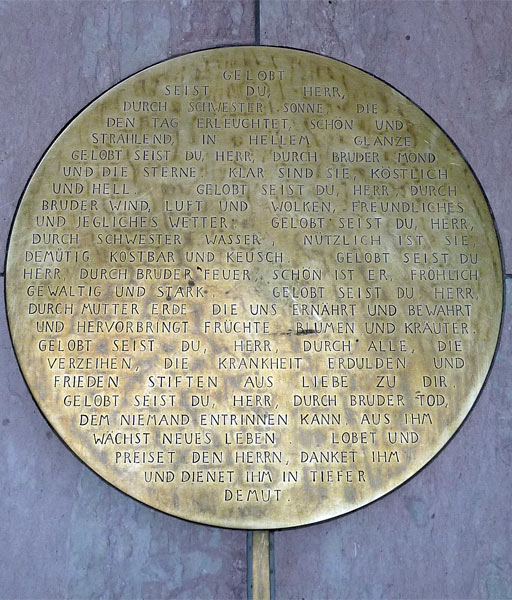 GELOBT
SEIST DU, HERR,
DURCH SCHWESTER SONNE, DIE
DEN TAG ERLEUCHTET, SCHÖN UND
STRAHLEND, IN HELLEM GLANZE
GELOBT SEIST DU, HERR, DURCH BRUDER MOND
UND DIE STERNE. KLAR SIND SIE, KÖSTLICH
UND HELL. GELOBT SEIST DU, HERR, DURCH
BRUDER WIND, LUFT UND WOLKEN, FREUNDLICHES
UND JEGLICHES WETTER. GELOBT SEIST DU, HERR,
DURCH SCHWESTER WASSER, NÜTZLICH IST SIE,
DEMÜTIG KOSTBAR UND KEUSCH. GELOBT SEIST DU
HERR, DURCH BRUDER FEUER, SCHÖN IST ER, FRÖHLICH
GEWALTIG UND STARK GELOBT SEIST DU, HERR,
DURCH MUTTER ERDE DIE UNS ERNÄHRT UND BEWAHRT
UND HERVORBRINGT FRÜCHTE BLUMEN UND KRÄUTER.
GELOBT SEIST DU, HERR, DURCH ALLE, DIE
VERZEIHEN, DIE KRANKHEIT ERDULDEN UND
FRIEDEN STIFTEN AUS LIEBE ZU DIR.
GELOBT SEIST DU, HERR, DURCH BRUDER TOD,
DEM NIEMAND ENTRINNEN KANN, AUS IHM
WÄCHST NEUES LEBEN. LOBET UND
PREISET DEN HERRN, DANKET IHM
UND DIENET IHM IN TIEFER
DEMUT.